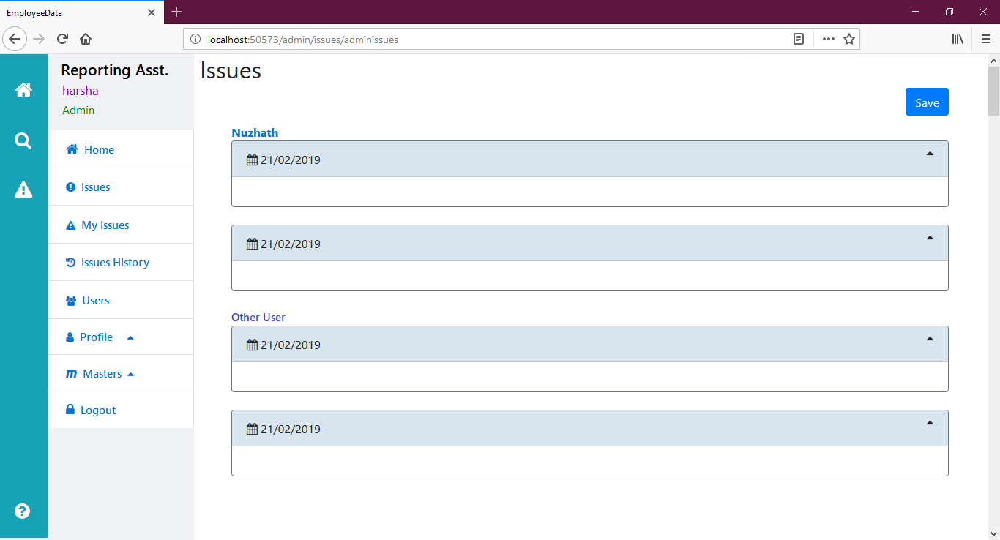 EmployeeData
localhost:50573/admin/issues/adminissues
Reporting Asst.
harsha
Admin
Home
Issues
My Issues
Issues History
Users
Profile
m Masters
Logout
Issues
Save
Nuzhath
21/02/2019
21/02/2019
Other User
21/02/2019
21/02/2019